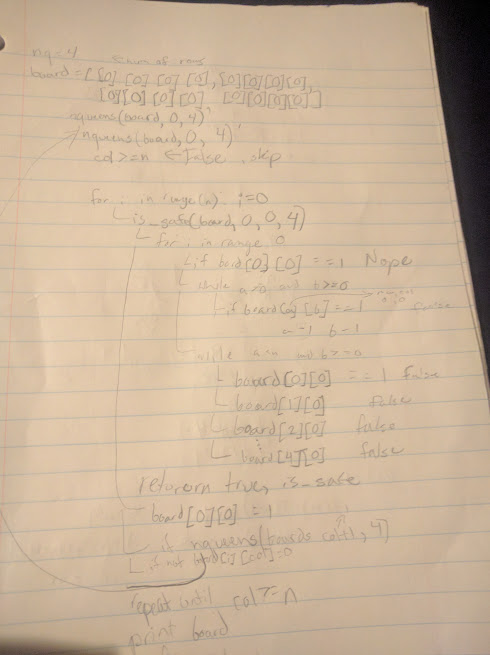 nq = 4 of rows
board = [ [0] [0] [0] [0], [0][0][0][0],
[0][0][0][0] [0][0][0][0] ]
nqueens(board, 0, 4)
nqueens(board, 0, 4)
col >= n ← False, skip
for i in range(n) i=0
is_safe(board, 0, 0, 4)
for i in range 0
if board[0][0] == 1 Nope
while a>=0 and b>=0
if board[a][b] == 1 false
a-1 b-1
while and b>=0
board[0][0] == 1 false
board[1][0] false
board[2][0] false
board[4][0] false
return true, is_safe
board[0][0] = 1
if nqueens(board, col+1, 4)
if not board[i][col]=0
repeat until col >= n
print board